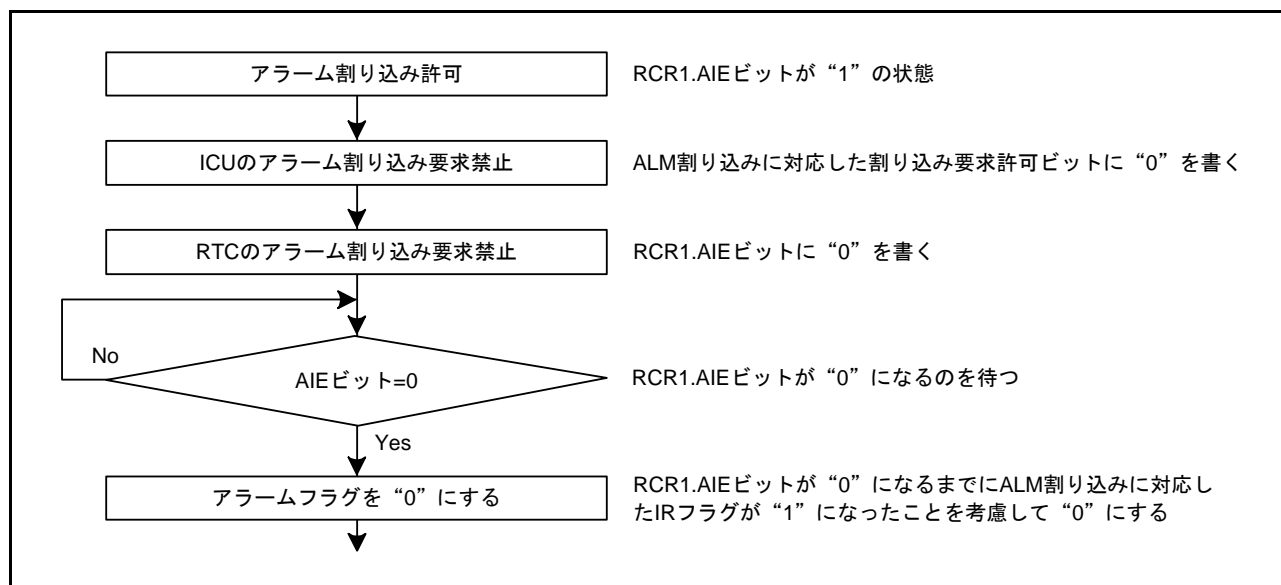 アラーム割り込み許可
RCR1.AIEビットが“1”の状態
ICUのアラーム割り込み要求禁止
ALM割り込みに対応した割り込み要求許可ビットに“0”を書く
RTCのアラーム割り込み要求禁止
RCR1.AIEビットに“0”を書く
No
AIEビット=0
RCR1.AIEビットが“0”になるのを待つ
Yes
アラームフラグを“0”にする
RCR1.AIEビットが“0”になるまでにALM割り込みに対応し
たIRフラグが“1”になったことを考慮して“0”にする